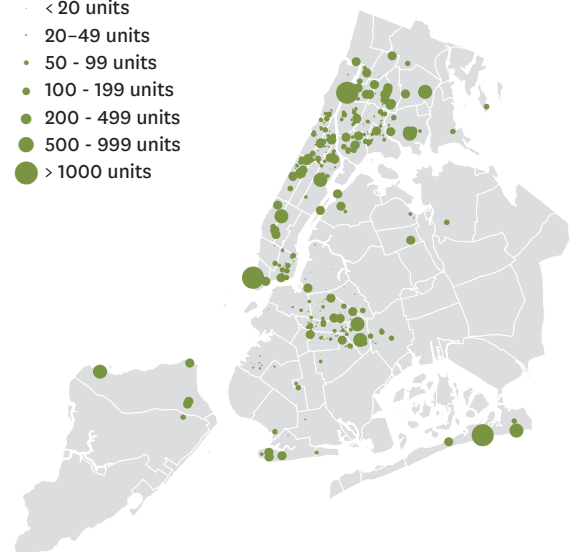 < 20 units
20–49 units
50 - 99 units
100 - 199 units
200 - 499 units
500 - 999 units
> 1000 units